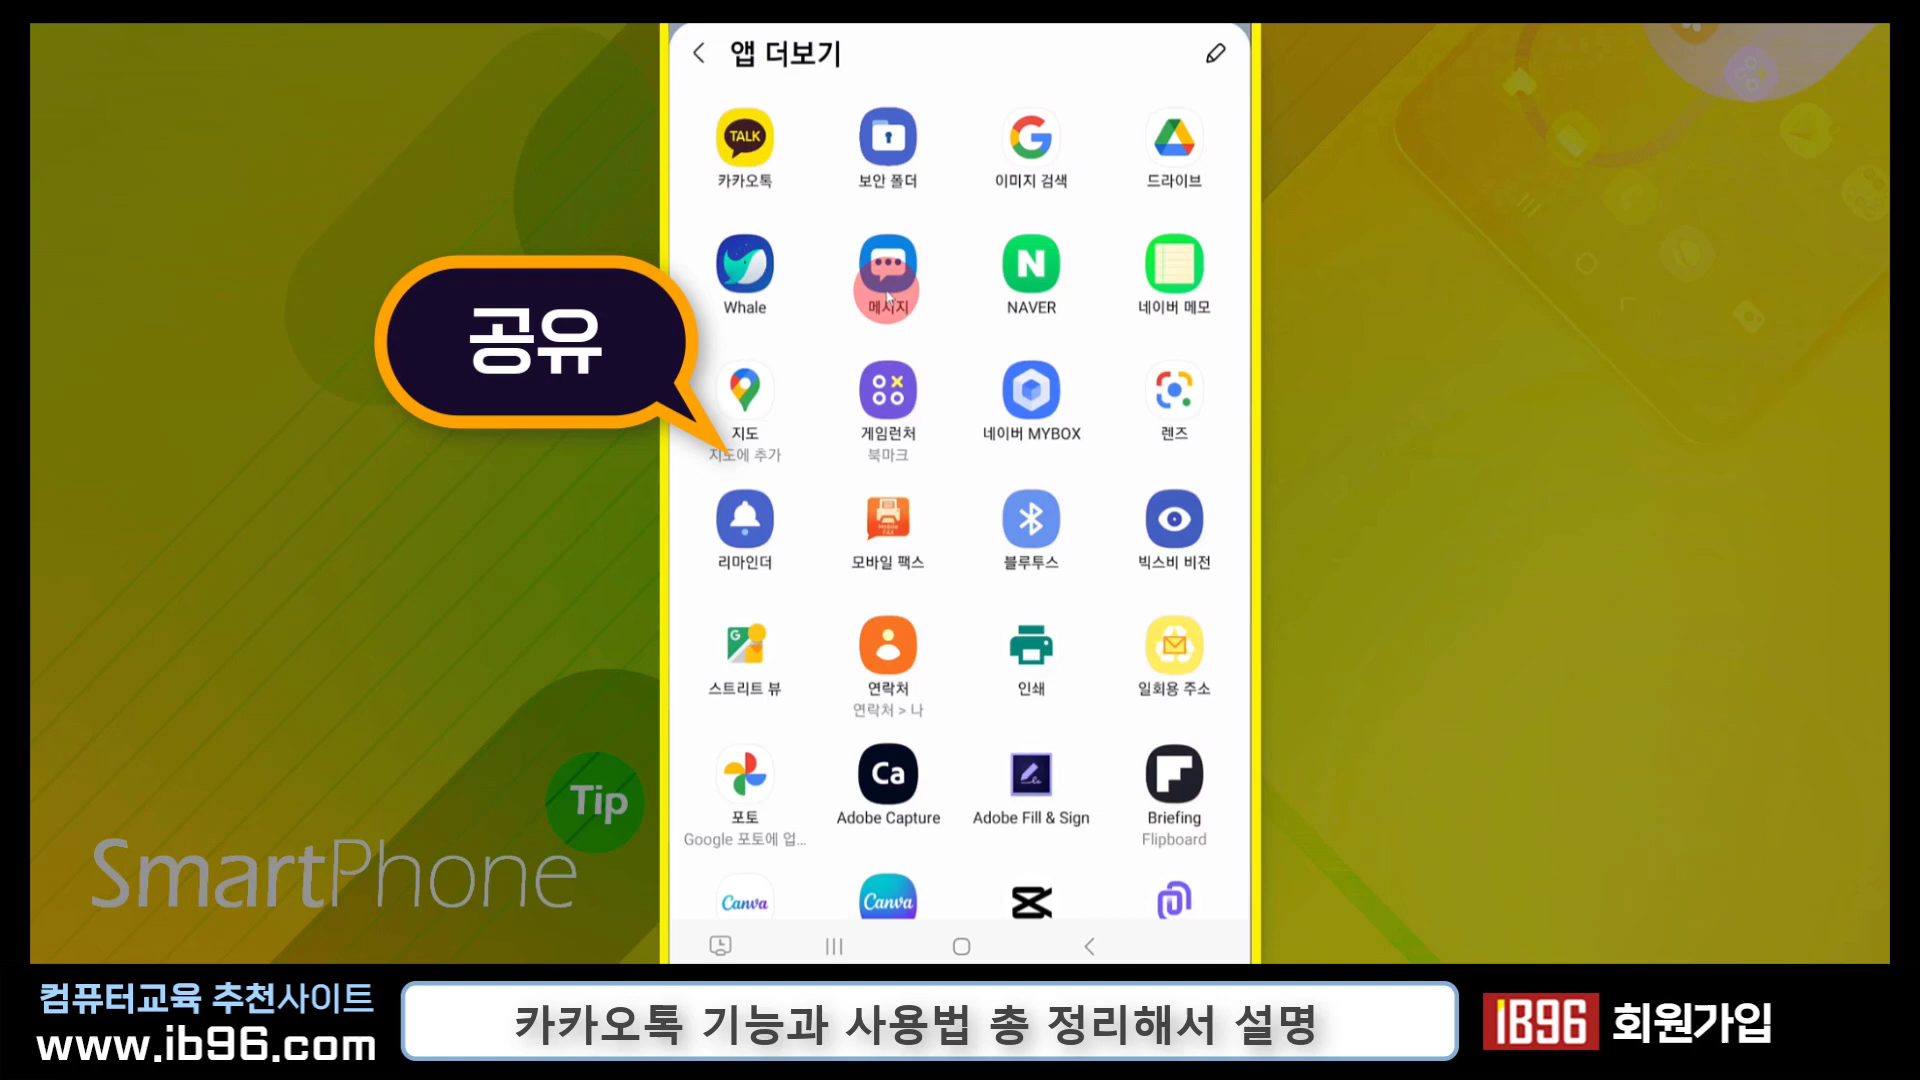 앱 더보기
TALK
카카오톡
보안 폴더
이미지 검색
드라이브
Whale
메시지
N
NAVER
네이버 메모
공유
지도
지도에 추가
게임런처
북마크
네이버 MYBOX
렌즈
리마인더
Mobile
FAX
모바일 팩스
블루투스
빅스비 비전
G
스트리트 뷰
연락처
연락처 > 나
인쇄
일회용 주소
포토
Google 포토에 업...
Ca
Adobe Capture
Adobe Fill & Sign
Briefing
Flipboard
Canva
Canva
Tip
SmartPhone
컴퓨터교육 추천사이트
www.ib96.com
카카오톡 기능과 사용법 총 정리해서 설명
IB96 회원가입